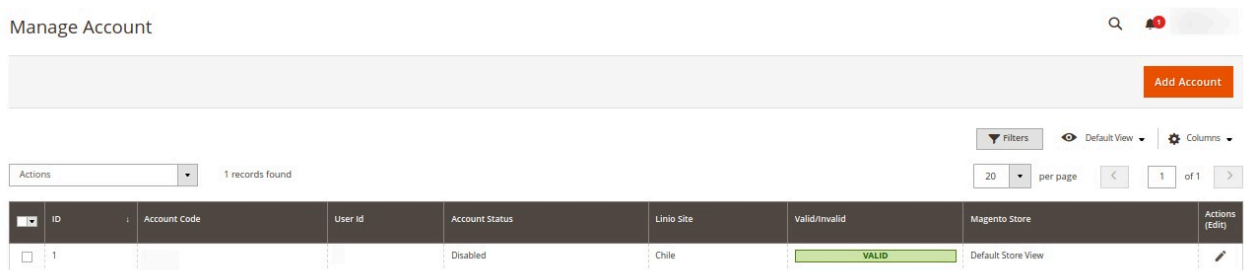 Manage Account
1
Add Account
Filters
Default View
Columns
Actions
1 records found
20
per page
1
of 1
ID
Account Code
User Id
Account Status
Linio Site
Valid/Invalid
Magento Store
Actions
(Edit)
1
Disabled
Chile
VALID
Default Store View